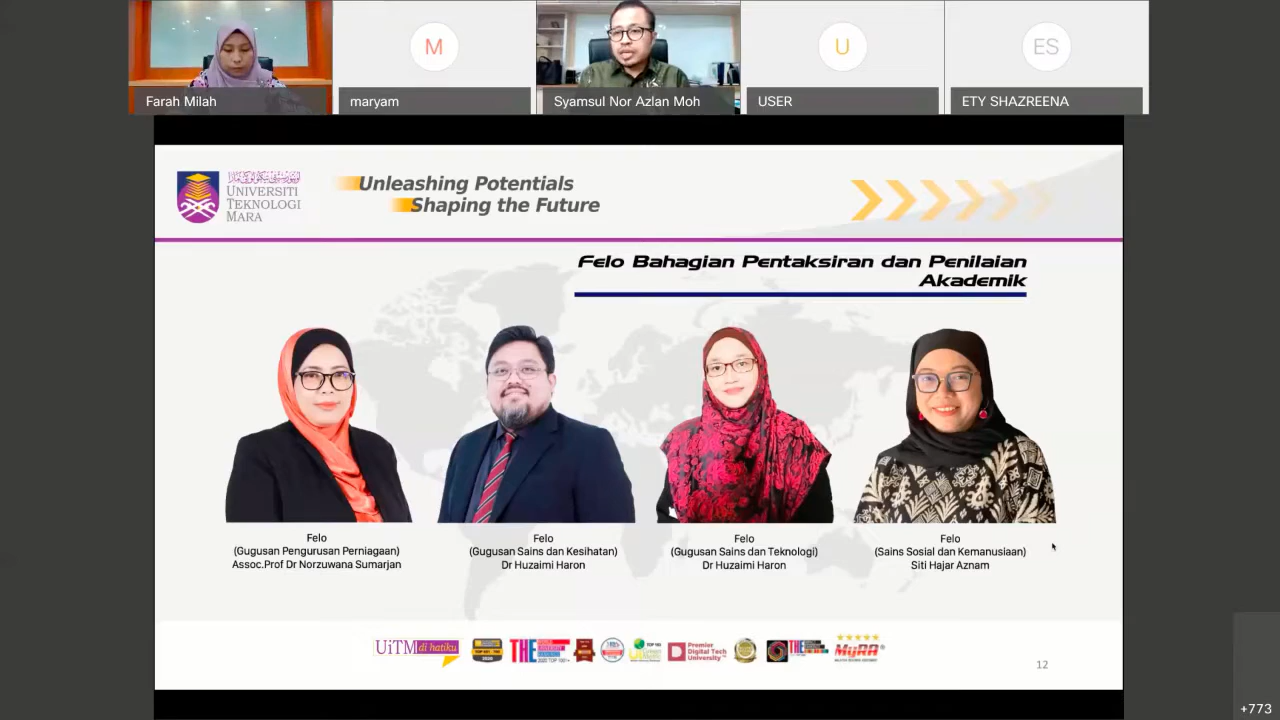 Farah Milah
M
maryam
Syamsul Nor Azlan Moh
U
USER
ES
ETY SHAZREENA
UNIVERSITI
TEKNOLOGI
MARA
Unleashing Potentials
Shaping the Future
Felo Bahagian Pentaksiran dan Penilaian
Akademik
Felo
(Gugusan Pengurusan Perniagaan)
Assoc.Prof Dr Norzuwana Sumarjan
Felo
(Gugusan Sains dan Kesihatan)
Dr Huzaimi Haron
Felo
(Gugusan Sains dan Teknologi)
Dr Huzaimi Haron
Felo
(Sains Sosial dan Kemanusiaan)
Siti Hajar Aznam
UiTM di hatiku
THE
Premier
Digital Tech
University
THE
MyRA
12
+773